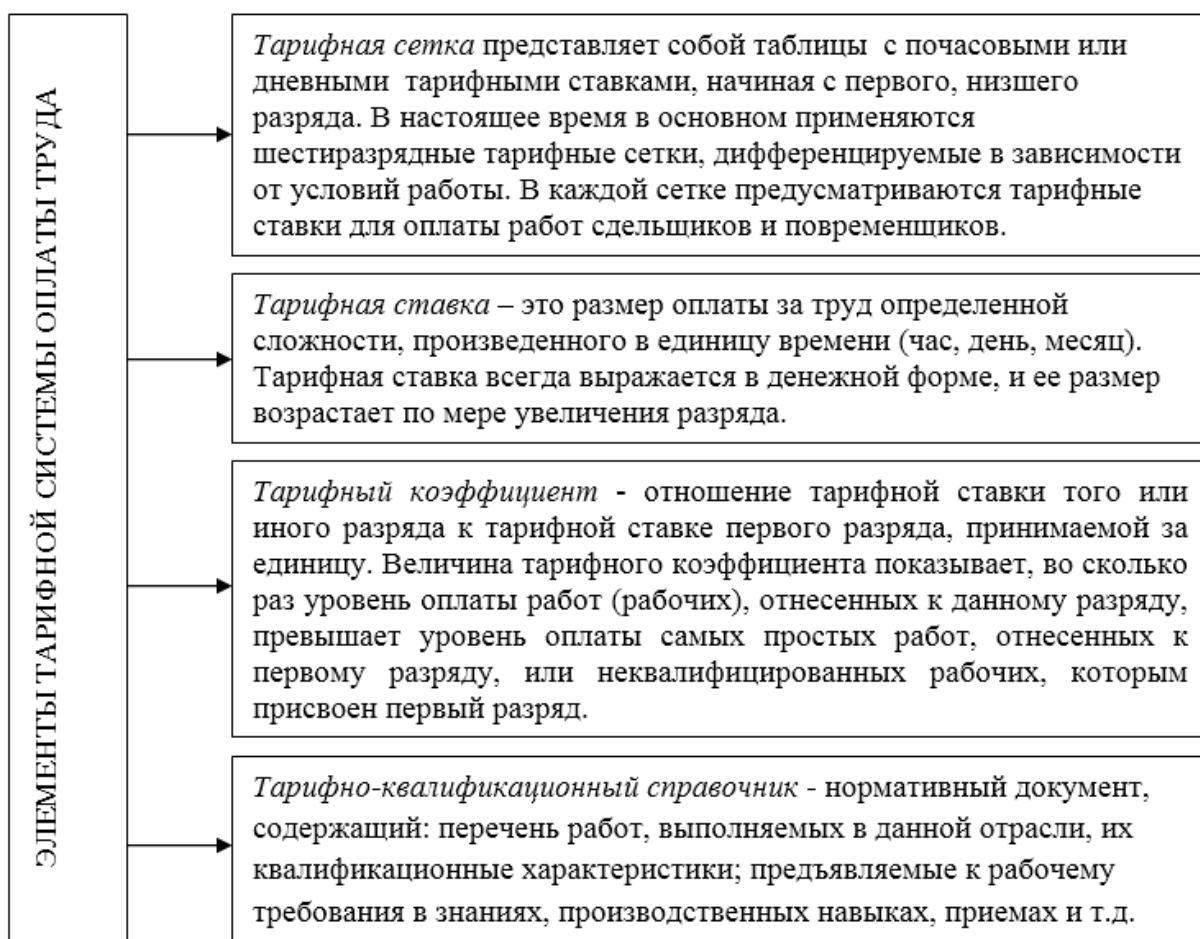 ЭЛЕМЕНТЫ ТАРИФНОЙ СИСТЕМЫ ОПЛАТЫ ТРУДА
Тарифная сетка представляет собой таблицы с почасовыми или
дневными тарифными ставками, начиная с первого, низшего
разряда. В настоящее время в основном применяются
шестиразрядные тарифные сетки, дифференцируемые в зависимости
от условий работы. В каждой сетке предусматриваются тарифные
ставки для оплаты работ сдельщиков и повременщиков.
Тарифная ставка – это размер оплаты за труд определенной
сложности, произведенного в единицу времени (час, день, месяц).
Тарифная ставка всегда выражается в денежной форме, и ее размер
возрастает по мере увеличения разряда.
Тарифный коэффициент - отношение тарифной ставки того или
иного разряда к тарифной ставке первого разряда, принимаемой за
единицу. Величина тарифного коэффициента показывает, во сколько
раз уровень оплаты работ (рабочих), отнесенных к данному разряду,
превышает уровень оплаты самых простых работ, отнесенных к
первому разряду, или неквалифицированных рабочих, которым
присвоен первый разряд.
Тарифно-квалификационный справочник - нормативный документ,
содержащий: перечень работ, выполняемых в данной отрасли, их
квалификационные характеристики; предъявляемые к рабочему
требования в знаниях, производственных навыках, приемах и т.д.